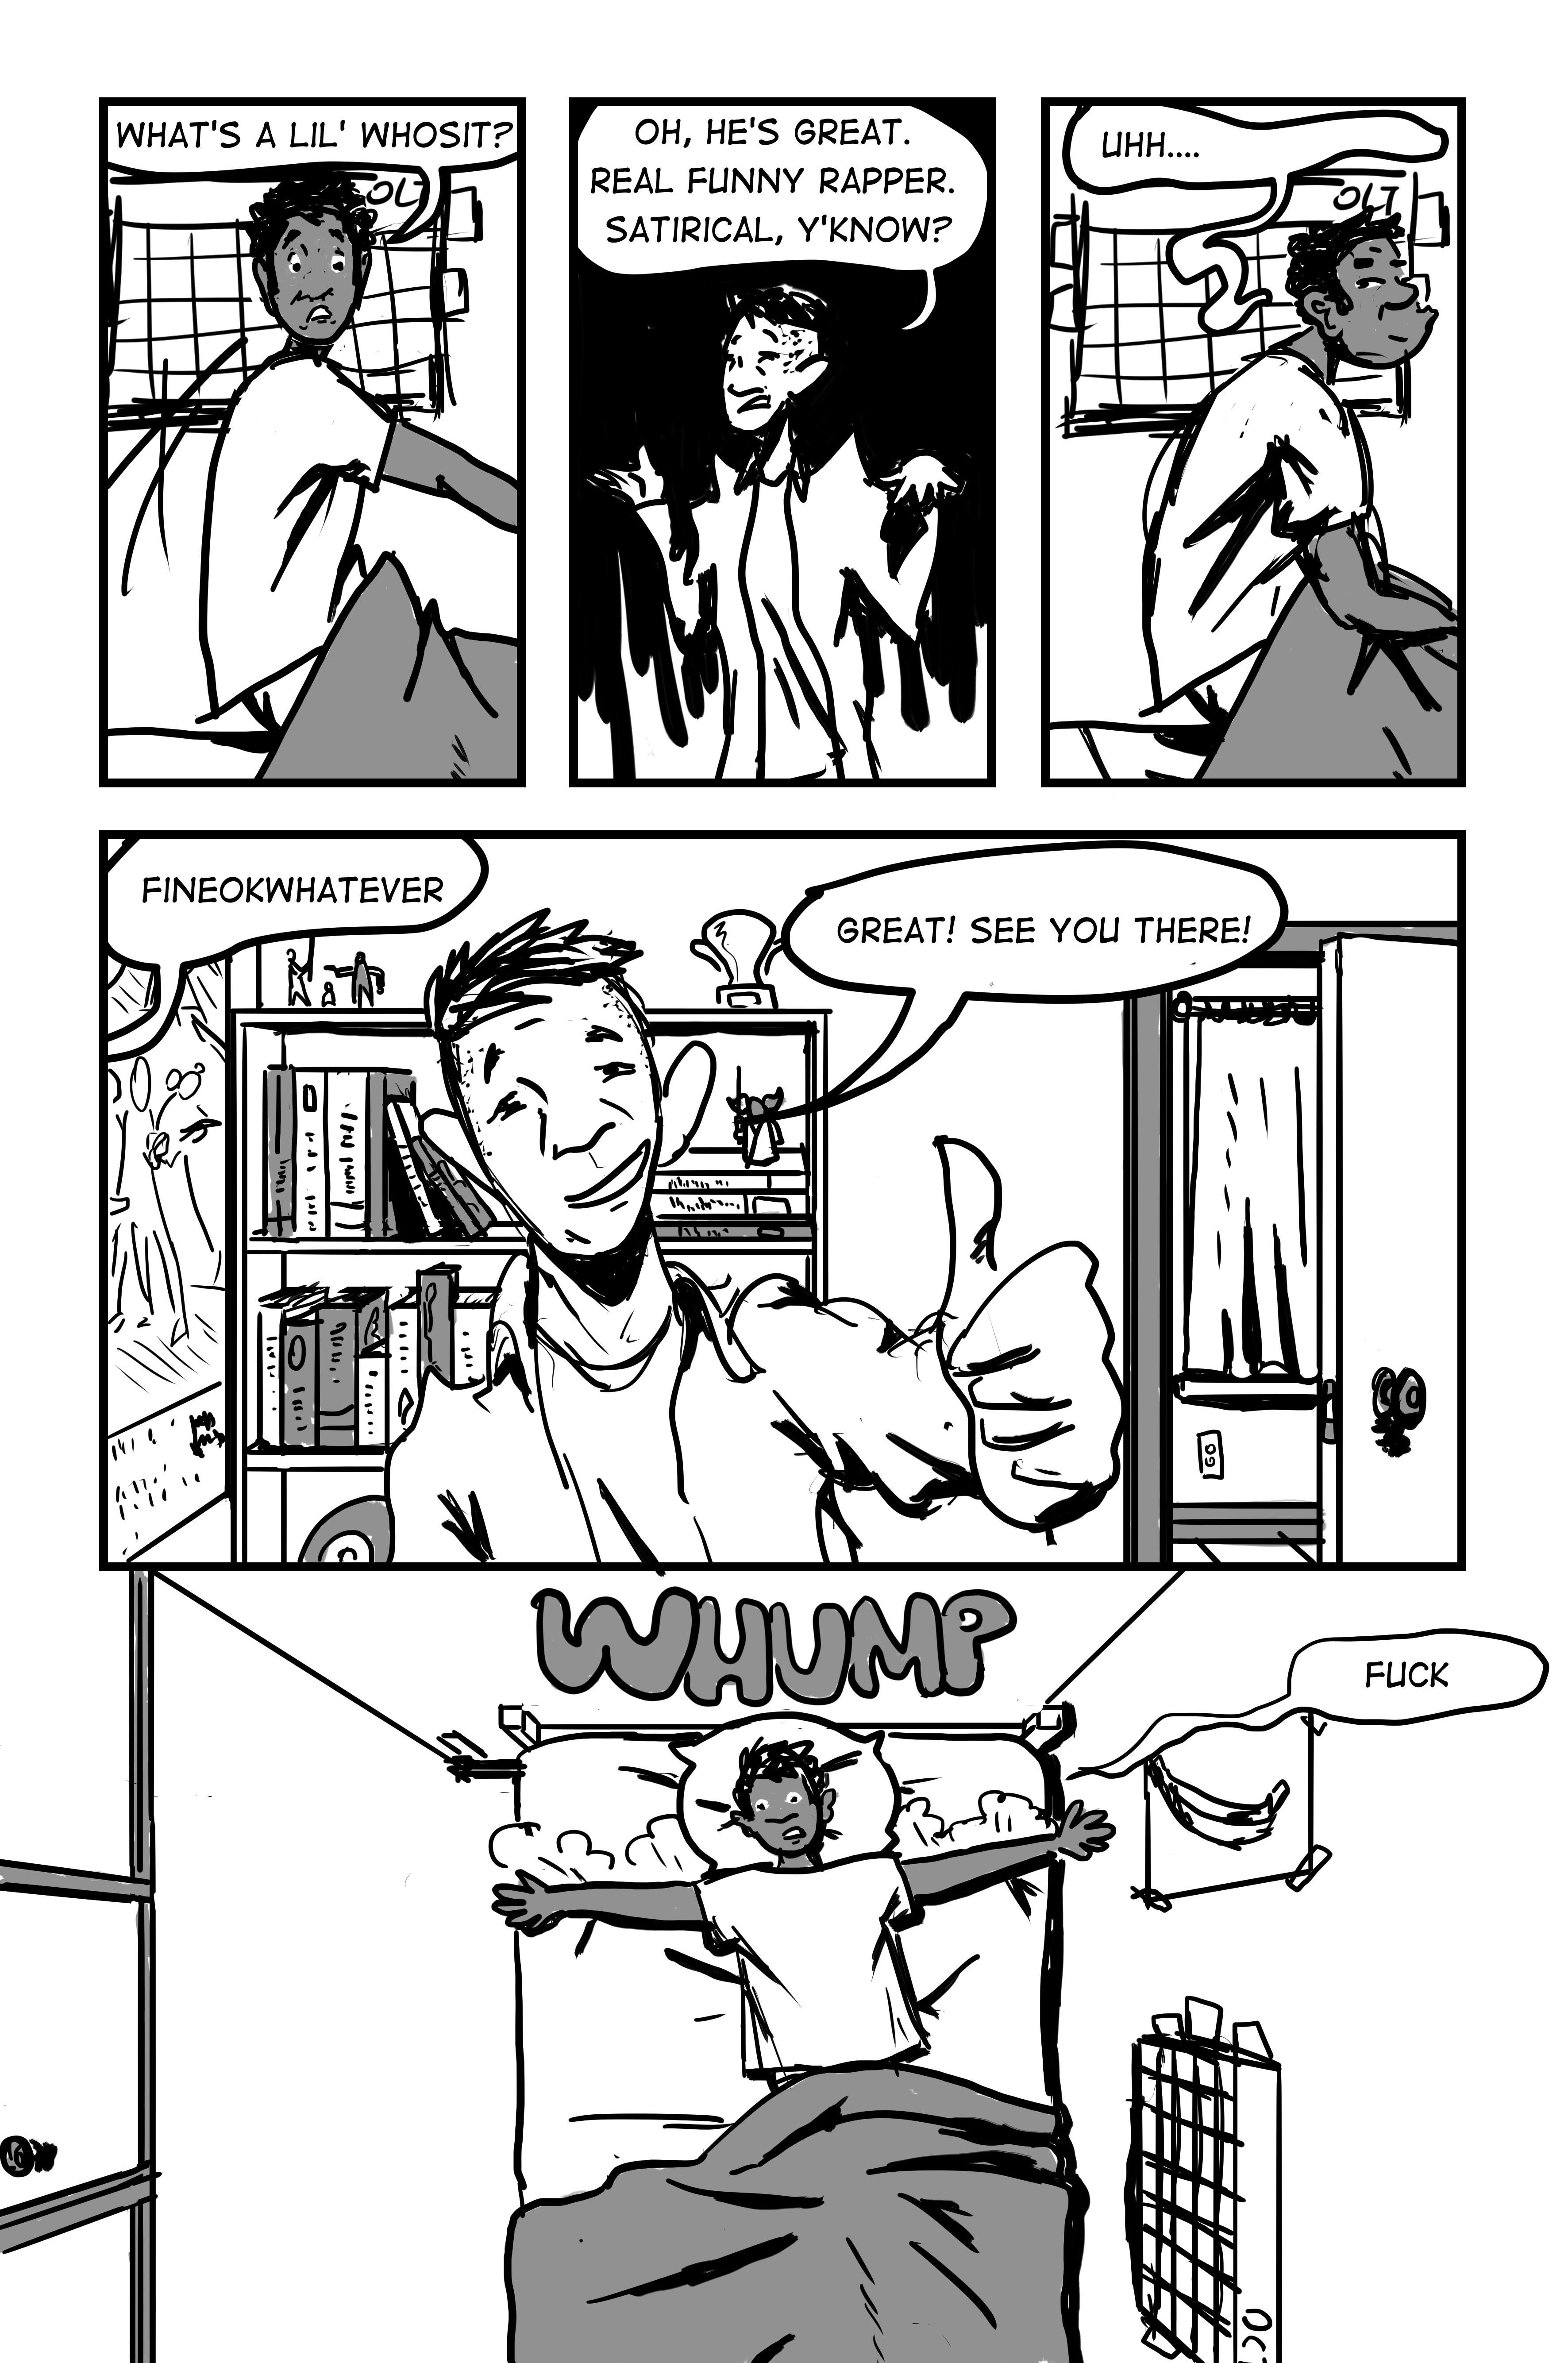 WHAT'S A LIL' WHOSIT?
OH, HE'S GREAT.
REAL FUNNY RAPPER.
SATIRICAL, Y'KNOW?
UHH....
FINEOKWHATEVER
GREAT! SEE YOU THERE!
GO
WHUMP
FUCK